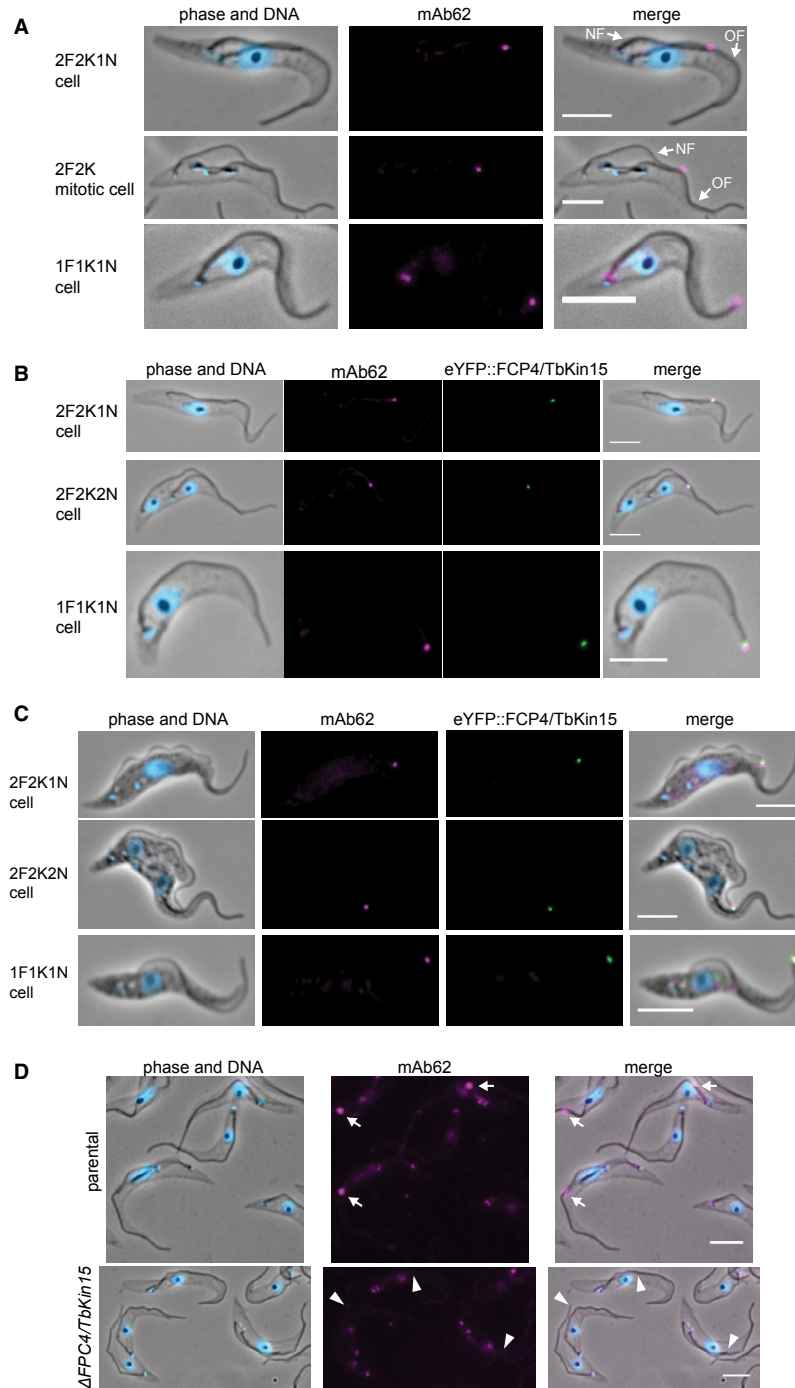 A
phase and DNA mAb62 merge
2F2K1N
cell
NF OF
2F2K
mitotic cell
NF
OF
1F1K1N
cell
B
phase and DNA mAb62 eYFP::FCP4/TbKin15 merge
2F2K1N
cell
2F2K2N
cell
1F1K1N
cell
C
phase and DNA mAb62 eYFP::FCP4/TbKin15 merge
2F2K1N
cell
2F2K2N
cell
1F1K1N
cell
D
phase and DNA mAb62 merge
parental
ΔFPC4/TbKin15